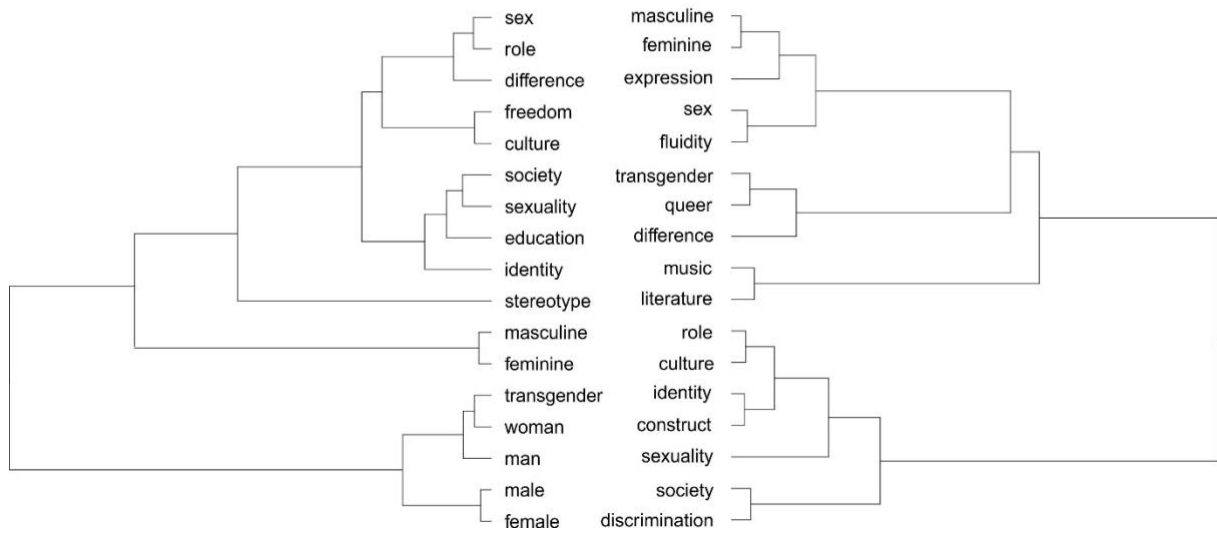 sex
role
difference
freedom
culture
society
sexuality
education
identity
stereotype
masculine
feminine
transgender
woman
man
male
female
masculine
feminine
expression
sex
fluidity
transgender
queer
difference
music
literature
role
culture
identity
construct
sexuality
society
discrimination